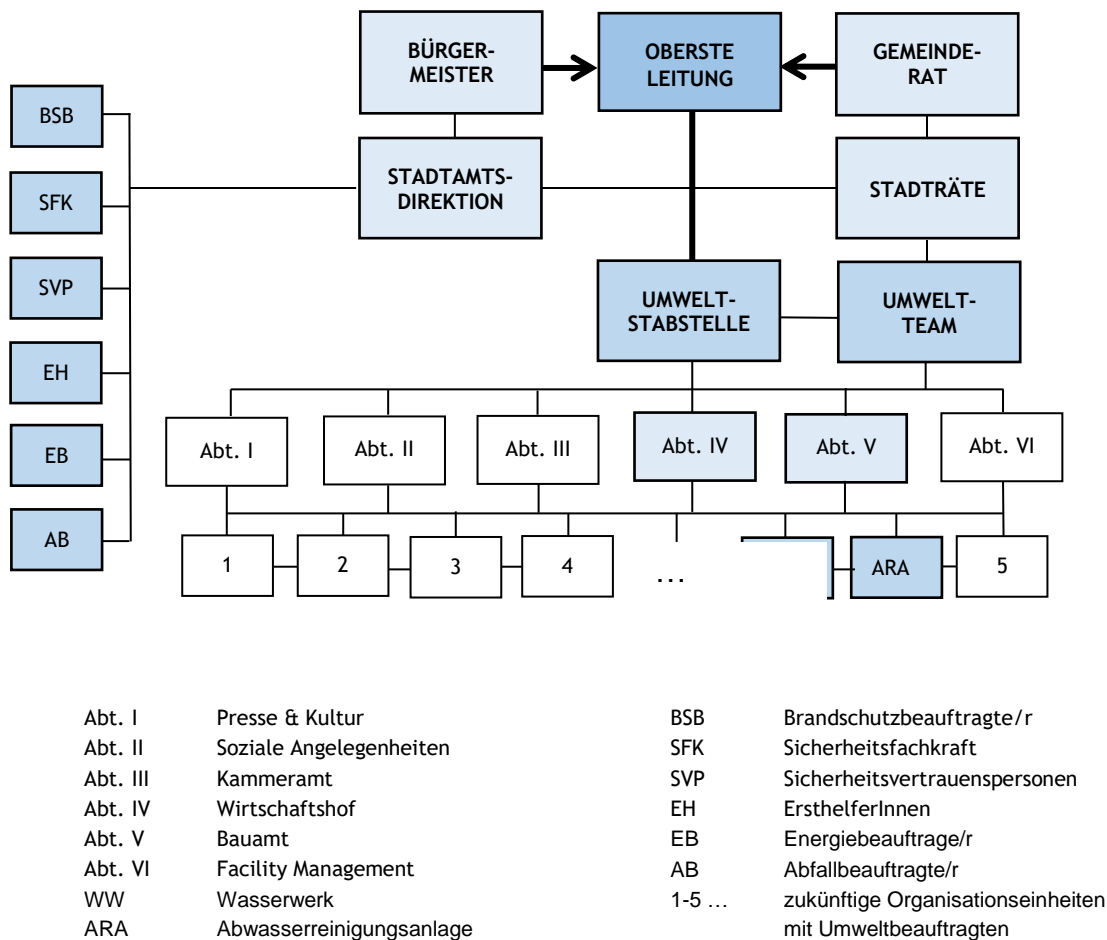 BÜRGER-
MEISTER
OBERSTE
LEITUNG
GEMEINDE-
RAT
BSB
SFK
SVP
EH
EB
AB
STADTAMTS-
DIREKTION
STADTRÄTE
UMWELT-
STABSTELLE
UMWELT-
TEAM
Abt. I
Abt. II
Abt. III
Abt. IV
Abt. V
Abt. VI
1
2
3
4
...
ARA
5
Abt. I Presse & Kultur
Abt. II Soziale Angelegenheiten
Abt. III Kammeramt
Abt. IV Wirtschaftshof
Abt. V Bauamt
Abt. VI Facility Management
WW Wasserwerk
ARA Abwasserreinigungsanlage
BSB Brandschutzbeauftragte/r
SFK Sicherheitsfachkraft
SVP Sicherheitsvertrauenspersonen
EH ErsthelferInnen
EB Energiebeauftrage/r
AB Abfallbeauftragte/r
1-5 ... zukünftige Organisationseinheiten
mit Umweltbeauftragten